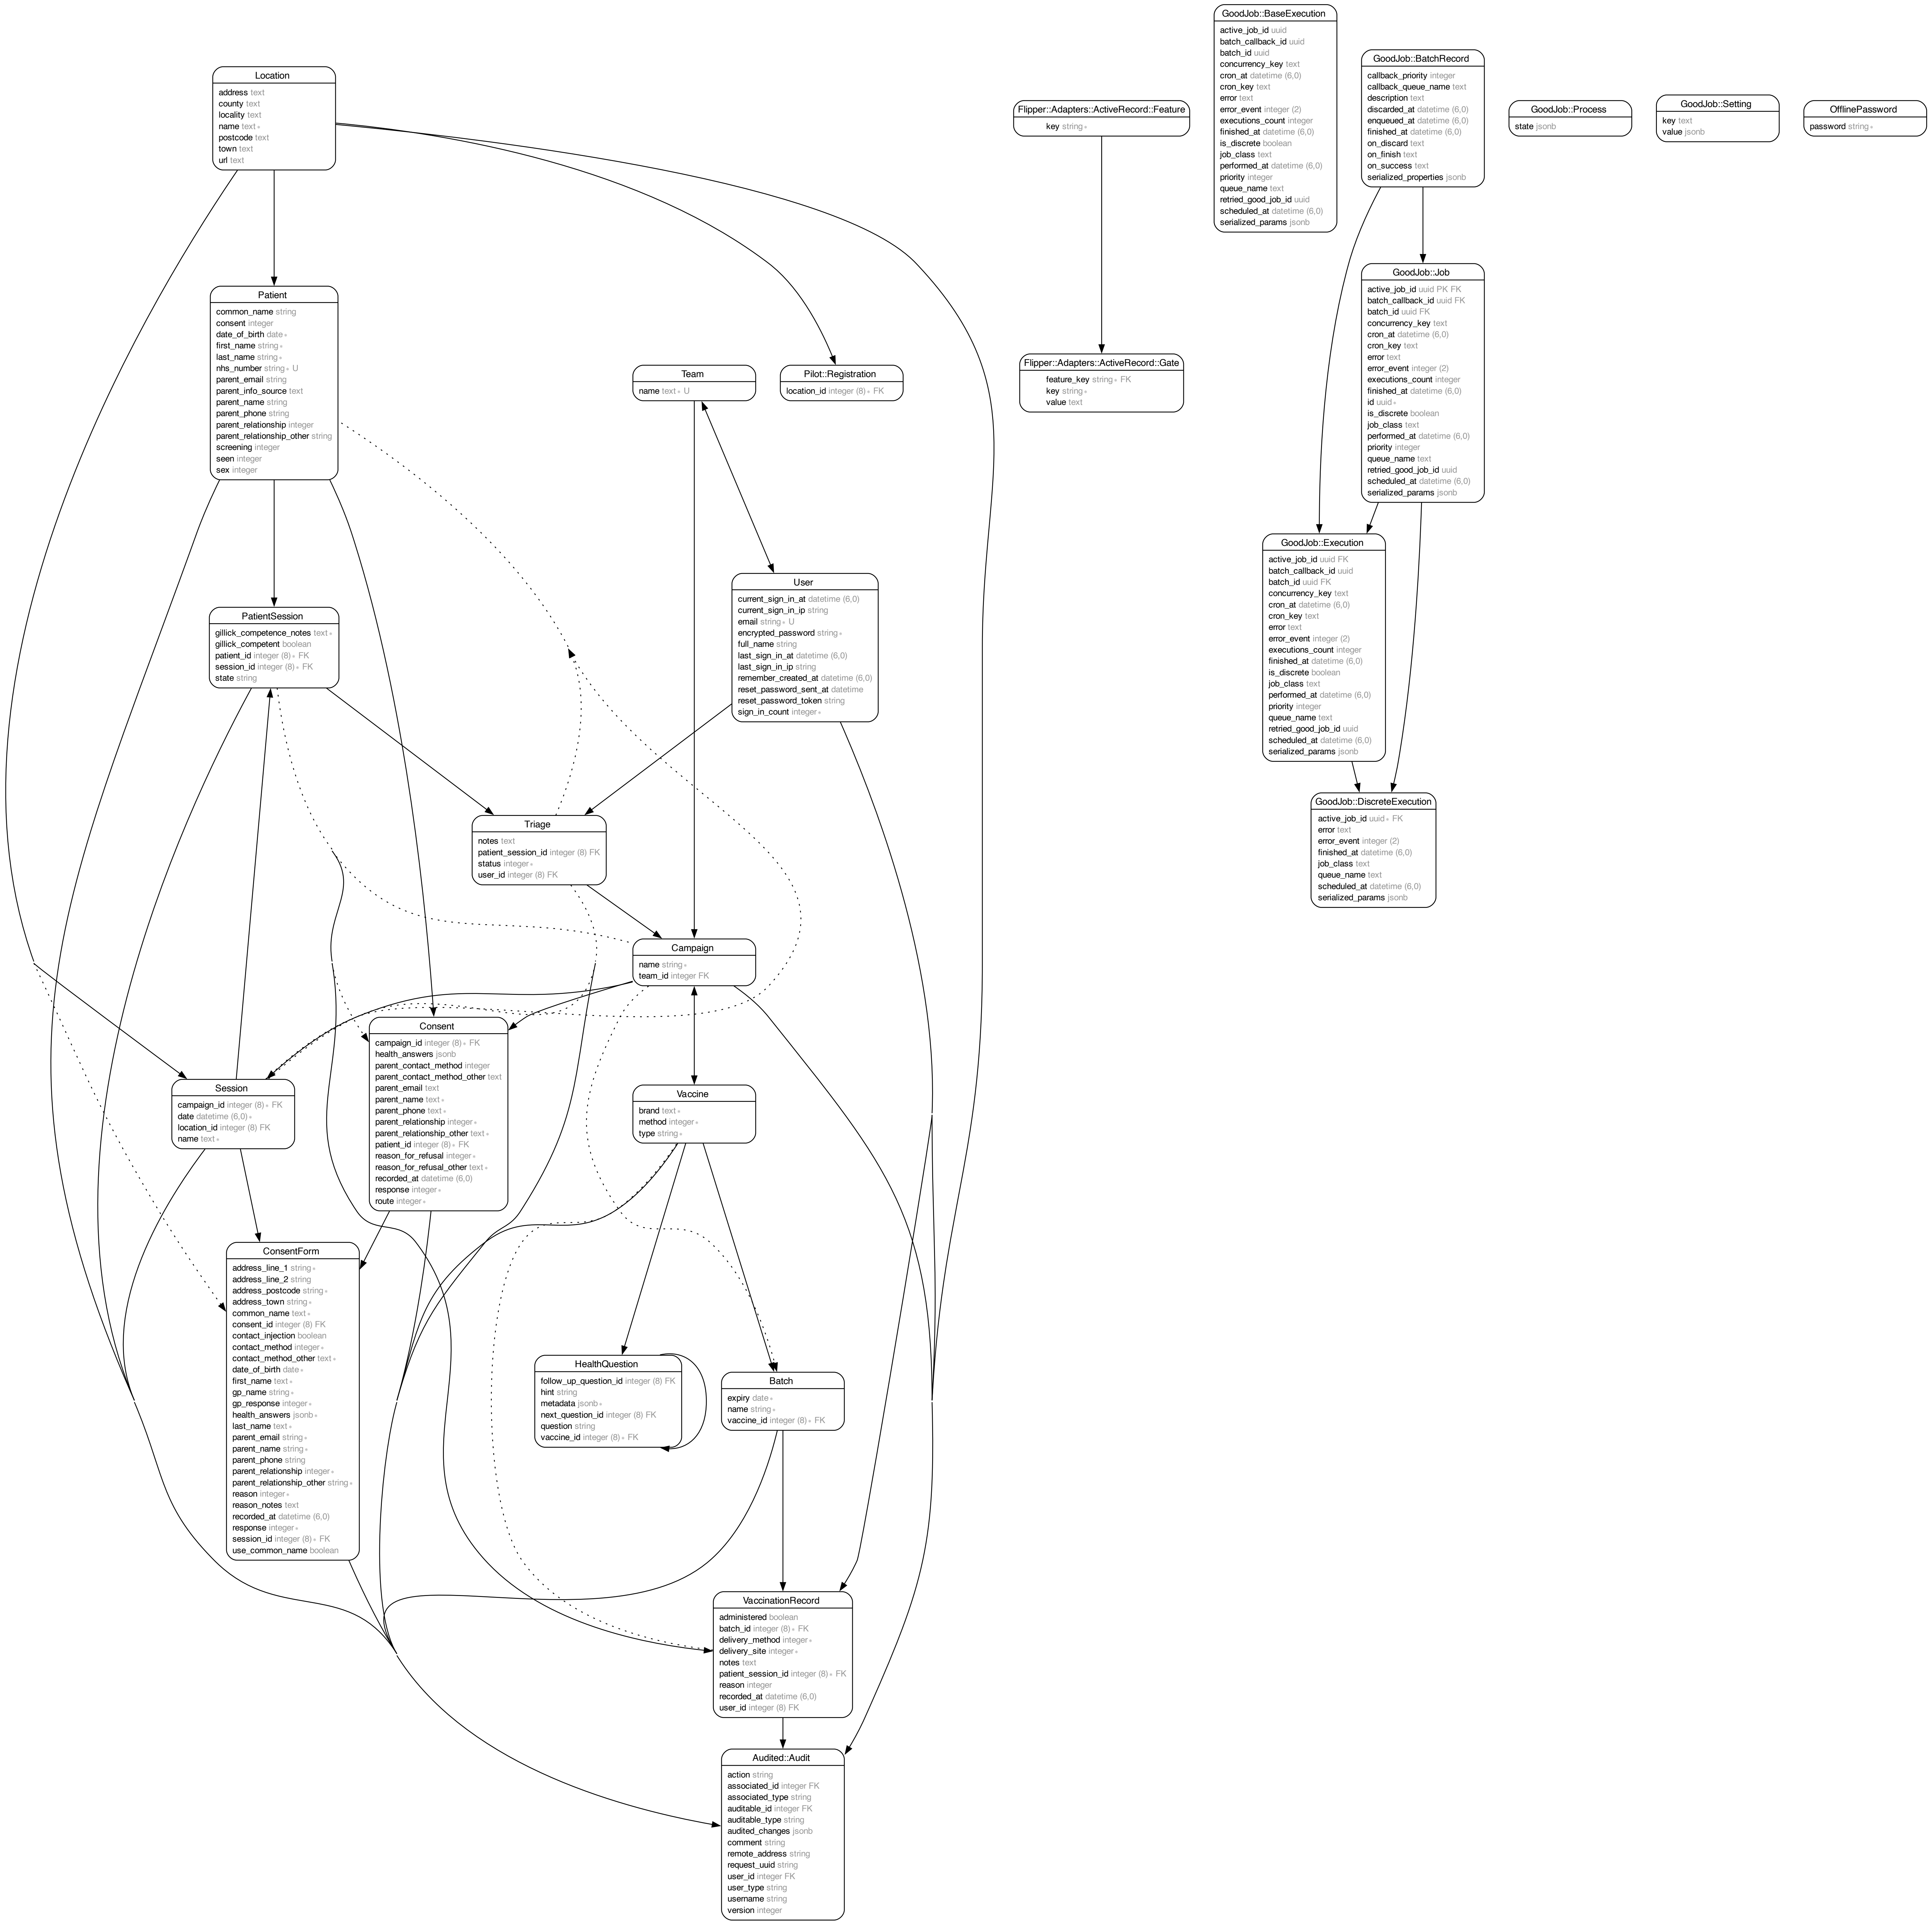 Location
address text
county text
locality text
name text ∗
postcode text
town text
url text
Patient
common_name string
consent integer
date_of_birth date ∗
first_name string ∗
last_name string ∗
nhs_number string ∗ U
parent_email string
parent_info_source text
parent_name string
parent_phone string
parent_relationship integer
parent_relationship_other string
screening integer
seen integer
sex integer
PatientSession
gillick_competence_notes text ∗
gillick_competent boolean
patient_id integer (8) ∗ FK
session_id integer (8) ∗ FK
state string
Team
name text ∗ U
Pilot::Registration
location_id integer (8) ∗ FK
User
current_sign_in_at datetime (6,0)
current_sign_in_ip string
email string ∗ U
encrypted_password string ∗
full_name string
last_sign_in_at datetime (6,0)
last_sign_in_ip string
remember_created_at datetime (6,0)
reset_password_sent_at datetime
reset_password_token string
sign_in_count integer ∗
Triage
notes text
patient_session_id integer (8) FK
status integer ∗
user_id integer (8) FK
Campaign
name string ∗
team_id integer FK
Consent
campaign_id integer (8) ∗ FK
health_answers jsonb
parent_contact_method integer
parent_contact_method_other text
parent_email text
parent_name text ∗
parent_phone text ∗
parent_relationship integer ∗
parent_relationship_other text ∗
patient_id integer (8) ∗ FK
reason_for_refusal integer ∗
reason_for_refusal_other text ∗
recorded_at datetime (6,0)
response integer ∗
route integer ∗
Session
campaign_id integer (8) ∗ FK
date datetime (6,0) ∗
location_id integer (8) FK
name text ∗
Vaccine
brand text ∗
method integer ∗
type string ∗
ConsentForm
address_line_1 string ∗
address_line_2 string
address_postcode string ∗
address_town string ∗
common_name text ∗
consent_id integer (8) FK
contact_injection boolean
contact_method integer ∗
contact_method_other text ∗
date_of_birth date ∗
first_name text ∗
gp_name string ∗
gp_response integer ∗
health_answers jsonb ∗
last_name text ∗
parent_email string ∗
parent_name string ∗
parent_phone string
parent_relationship integer ∗
parent_relationship_other string ∗
reason integer ∗
reason_notes text
recorded_at datetime (6,0)
response integer ∗
session_id integer (8) ∗ FK
use_common_name boolean
HealthQuestion
follow_up_question_id integer (8) FK
hint string
metadata jsonb ∗
next_question_id integer (8) FK
question string
vaccine_id integer (8) ∗ FK
Batch
expiry date ∗
name string ∗
vaccine_id integer (8) ∗ FK
VaccinationRecord
administered boolean
batch_id integer (8) ∗ FK
delivery_method integer ∗
delivery_site integer ∗
notes text
patient_session_id integer (8) ∗ FK
reason integer
recorded_at datetime (6,0)
user_id integer (8) FK
Audited::Audit
action string
associated_id integer FK
associated_type string
auditable_id integer FK
auditable_type string
audited_changes jsonb
comment string
remote_address string
request_uuid string
user_id integer FK
user_type string
username string
version integer
Flipper::Adapters::ActiveRecord::Feature
key string ∗
Flipper::Adapters::ActiveRecord::Gate
feature_key string ∗ FK
key string ∗
value text
GoodJob::BaseExecution
active_job_id uuid
batch_callback_id uuid
batch_id uuid
concurrency_key text
cron_at datetime (6,0)
cron_key text
error text
error_event integer (2)
executions_count integer
finished_at datetime (6,0)
is_discrete boolean
job_class text
performed_at datetime (6,0)
priority integer
queue_name text
retried_good_job_id uuid
scheduled_at datetime (6,0)
serialized_params jsonb
GoodJob::BatchRecord
callback_priority integer
callback_queue_name text
description text
discarded_at datetime (6,0)
enqueued_at datetime (6,0)
finished_at datetime (6,0)
on_discard text
on_finish text
on_success text
serialized_properties jsonb
GoodJob::Job
active_job_id uuid PK FK
batch_callback_id uuid FK
batch_id uuid FK
concurrency_key text
cron_at datetime (6,0)
cron_key text
error text
error_event integer (2)
executions_count integer
finished_at datetime (6,0)
id uuid ∗
is_discrete boolean
job_class text
performed_at datetime (6,0)
priority integer
queue_name text
retried_good_job_id uuid
scheduled_at datetime (6,0)
serialized_params jsonb
GoodJob::Execution
active_job_id uuid FK
batch_callback_id uuid
batch_id uuid FK
concurrency_key text
cron_at datetime (6,0)
cron_key text
error text
error_event integer (2)
executions_count integer
finished_at datetime (6,0)
is_discrete boolean
job_class text
performed_at datetime (6,0)
priority integer
queue_name text
retried_good_job_id uuid
scheduled_at datetime (6,0)
serialized_params jsonb
GoodJob::DiscreteExecution
active_job_id uuid ∗ FK
error text
error_event integer (2)
finished_at datetime (6,0)
job_class text
queue_name text
scheduled_at datetime (6,0)
serialized_params jsonb
GoodJob::Process
state jsonb
GoodJob::Setting
key text
value jsonb
OfflinePassword
password string ∗